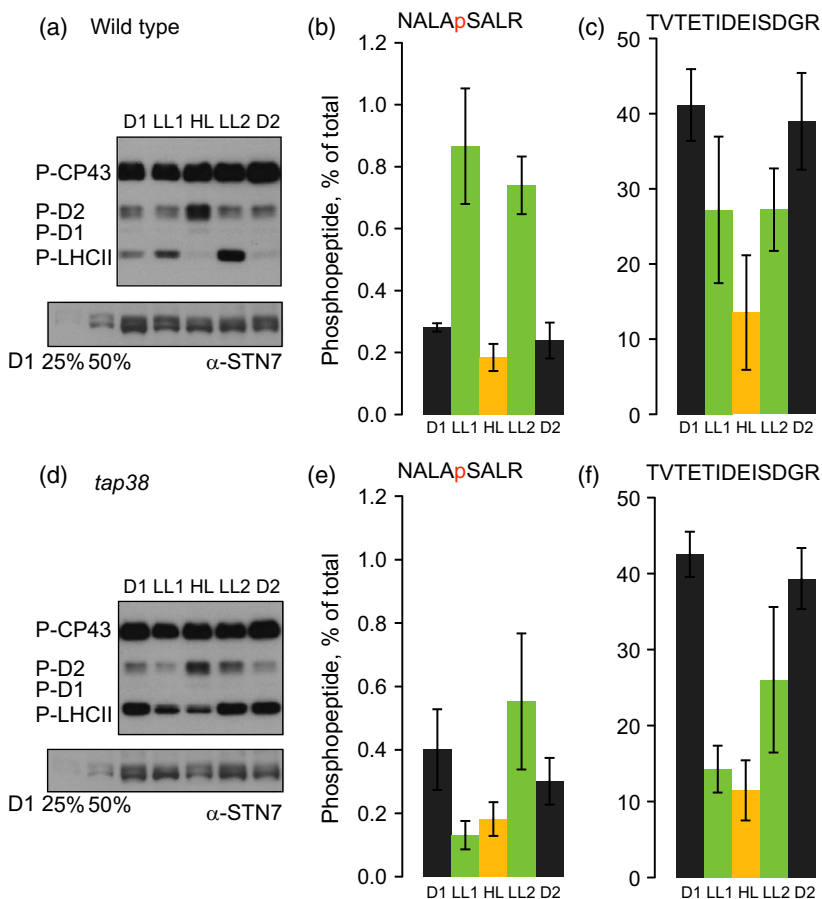 (a) Wild type
D1 LL1 HL LL2 D2
P-CP43
P-D2
P-D1
P-LHCII
D1 25% 50% α-STN7
(b) NALApSALR
Phosphopeptide, % of total
1.2
1.0
0.8
0.6
0.4
0.2
0.0
D1 LL1 HL LL2 D2
(c) TVTETIDEISDGR
50
40
30
20
10
0
D1 LL1 HL LL2 D2
(d) tap38
D1 LL1 HL LL2 D2
P-CP43
P-D2
P-D1
P-LHCII
D1 25% 50% α-STN7
(e) NALApSALR
Phosphopeptide, % of total
1.2
1.0
0.8
0.6
0.4
0.2
0.0
D1 LL1 HL LL2 D2
(f) TVTETIDEISDGR
50
40
30
20
10
0
D1 LL1 HL LL2 D2